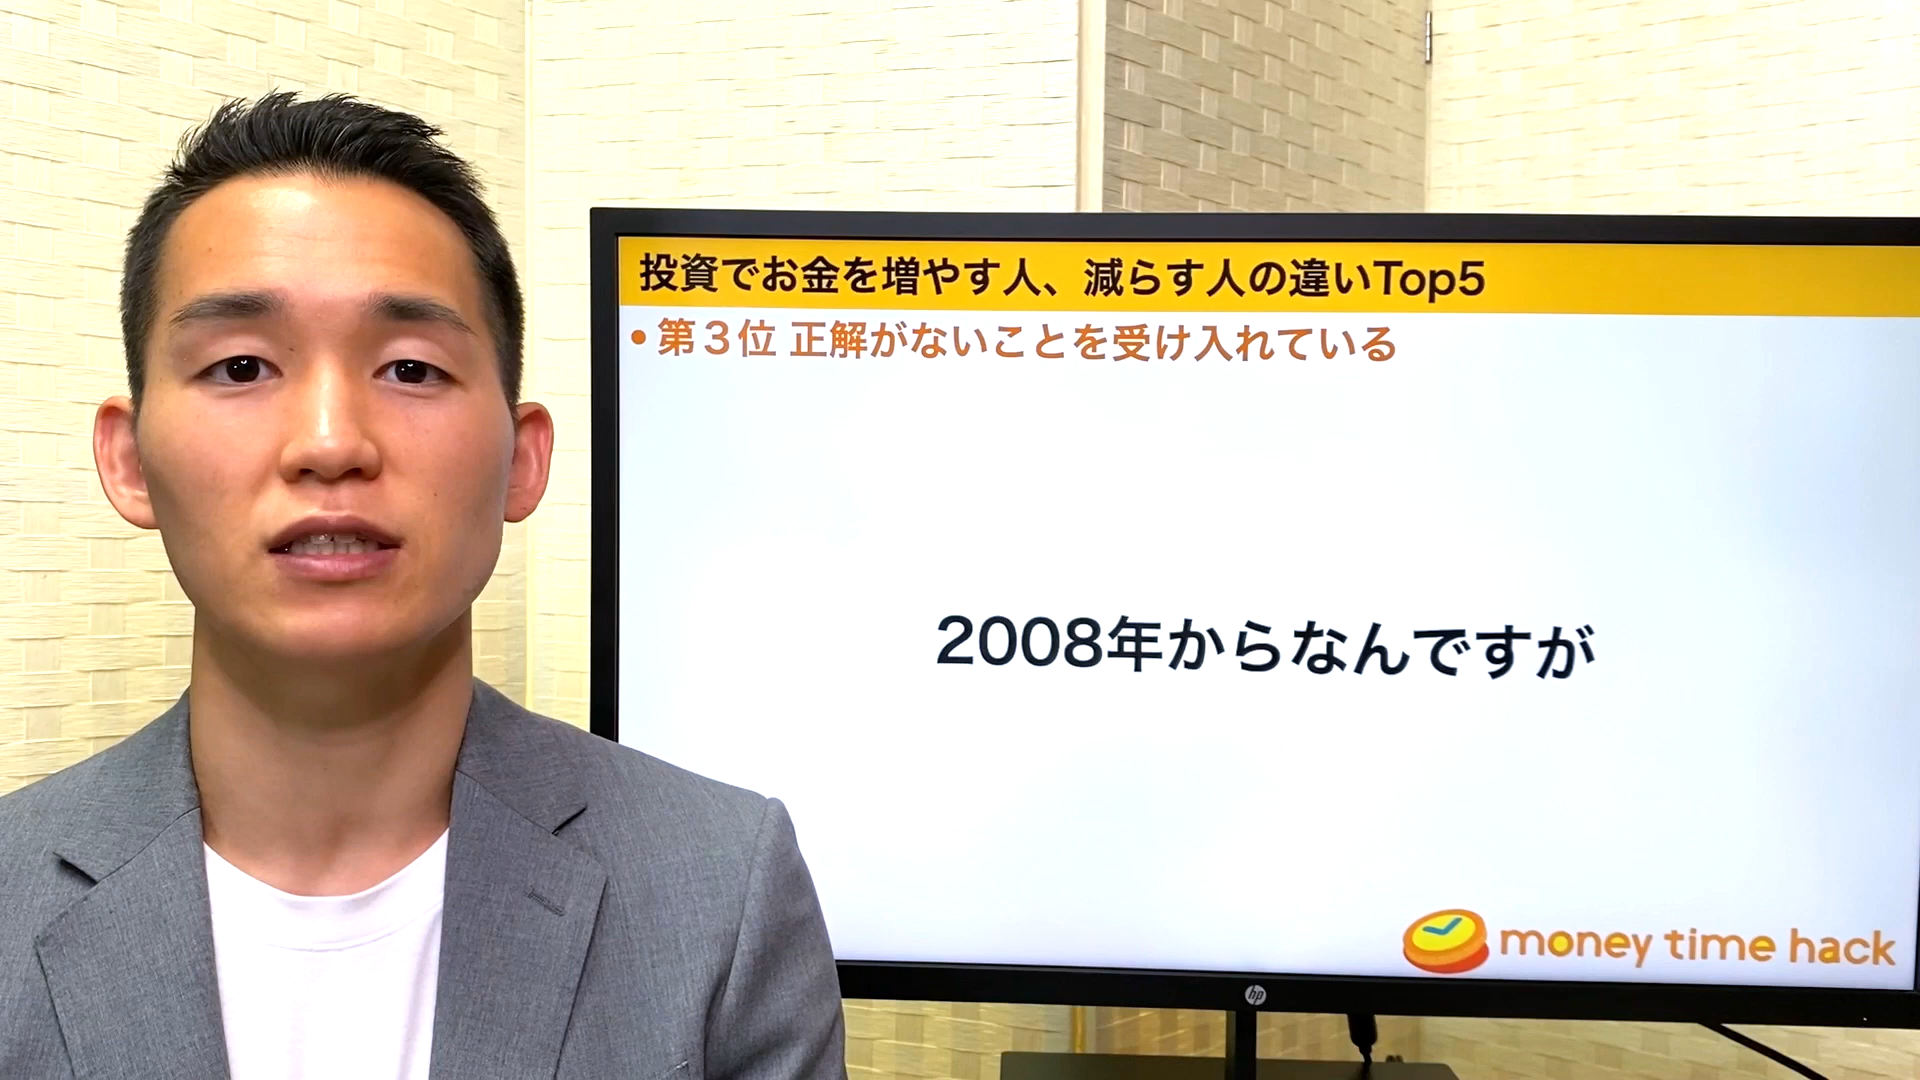 投資でお金を増やす人、減らす人の違いTop5
•第３位 正解がないことを受け入れている
2008年からなんですが
money time hack
hp